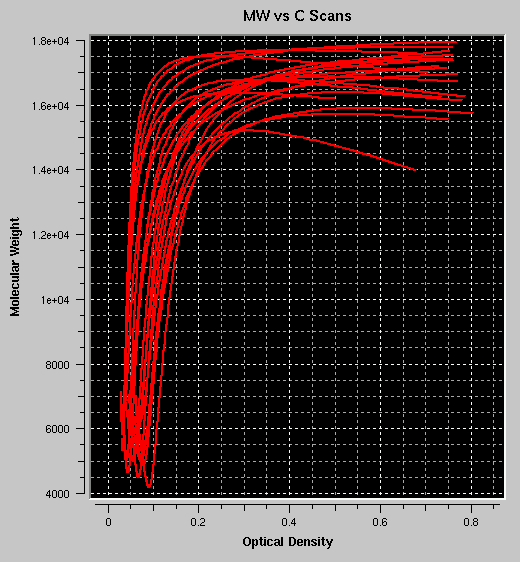 MW vs C Scans
1.8e+04
1.6e+04
1.4e+04
1.2e+04
1e+04
8000
6000
4000
Molecular Weight
0 0.2 0.4 0.6 0.8
Optical Density